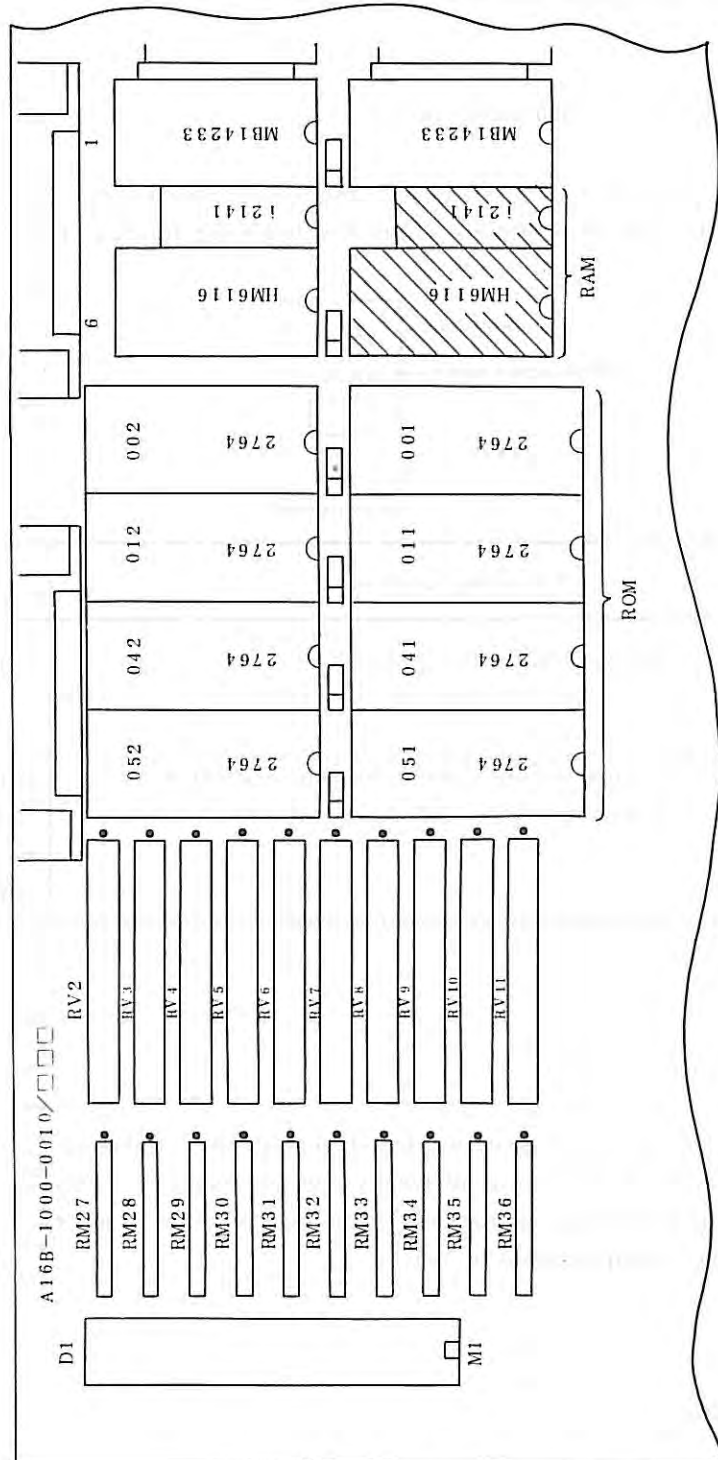 A16B-1000-0010/□□□
D1
M1
RM27
RM28
RM29
RM30
RM31
RM32
RM33
RM34
RM35
RM36
RV2
RV3
RV4
RV5
RV6
RV7
RV8
RV9
RV10
RV11
052
2764
042
2764
012
2764
002
2764
051
2764
041
2764
011
2764
001
2764
ROM
6
1
HM6116
i2141
MB14233
HM6116
i2141
MB14233
RAM